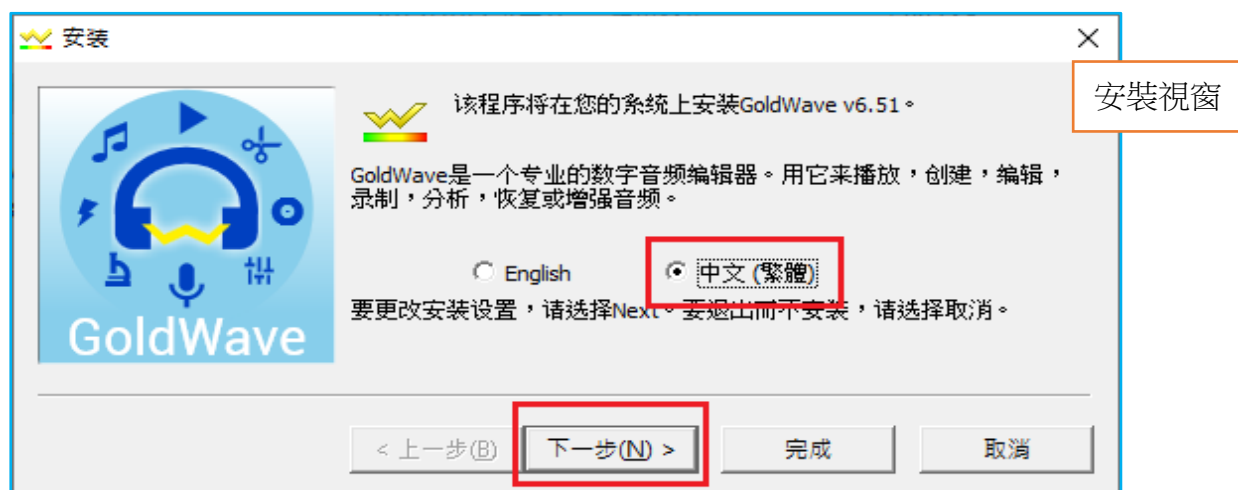 安装
安裝視窗
该程序将在您的系统上安装GoldWave v6.51。
GoldWave是一个专业的数字音频编辑器。用它来播放，创建，编辑，
录制，分析，恢复或增强音频。
English 中文 (繁體)
要更改安装设置，请选择Next。要退出而不安装，请选择取消。
GoldWave
< 上一步(B) 下一步(N) > 完成 取消